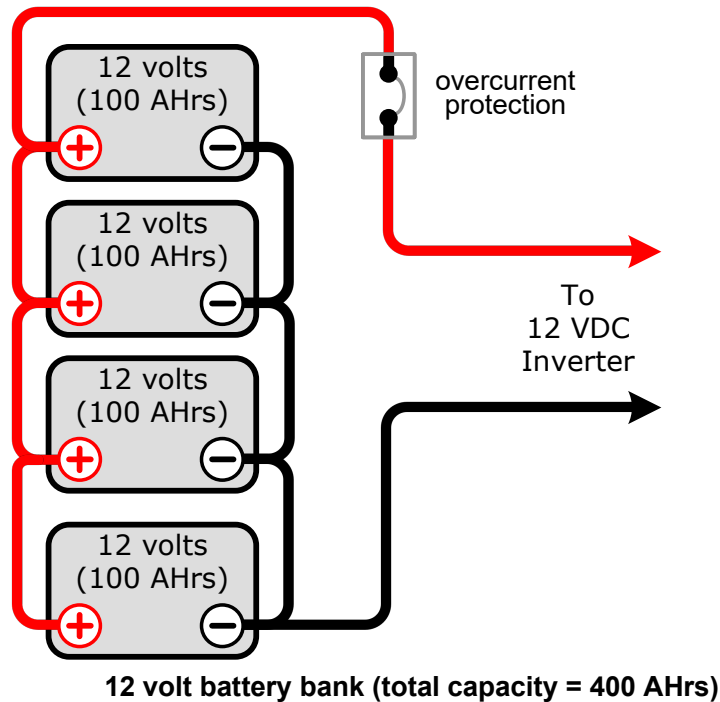 12 volts
(100 AHrs)
+
−
overcurrent
protection
12 volts
(100 AHrs)
+
−
To
12 VDC
Inverter
12 volts
(100 AHrs)
+
−
12 volts
(100 AHrs)
+
−
12 volt battery bank (total capacity = 400 AHrs)